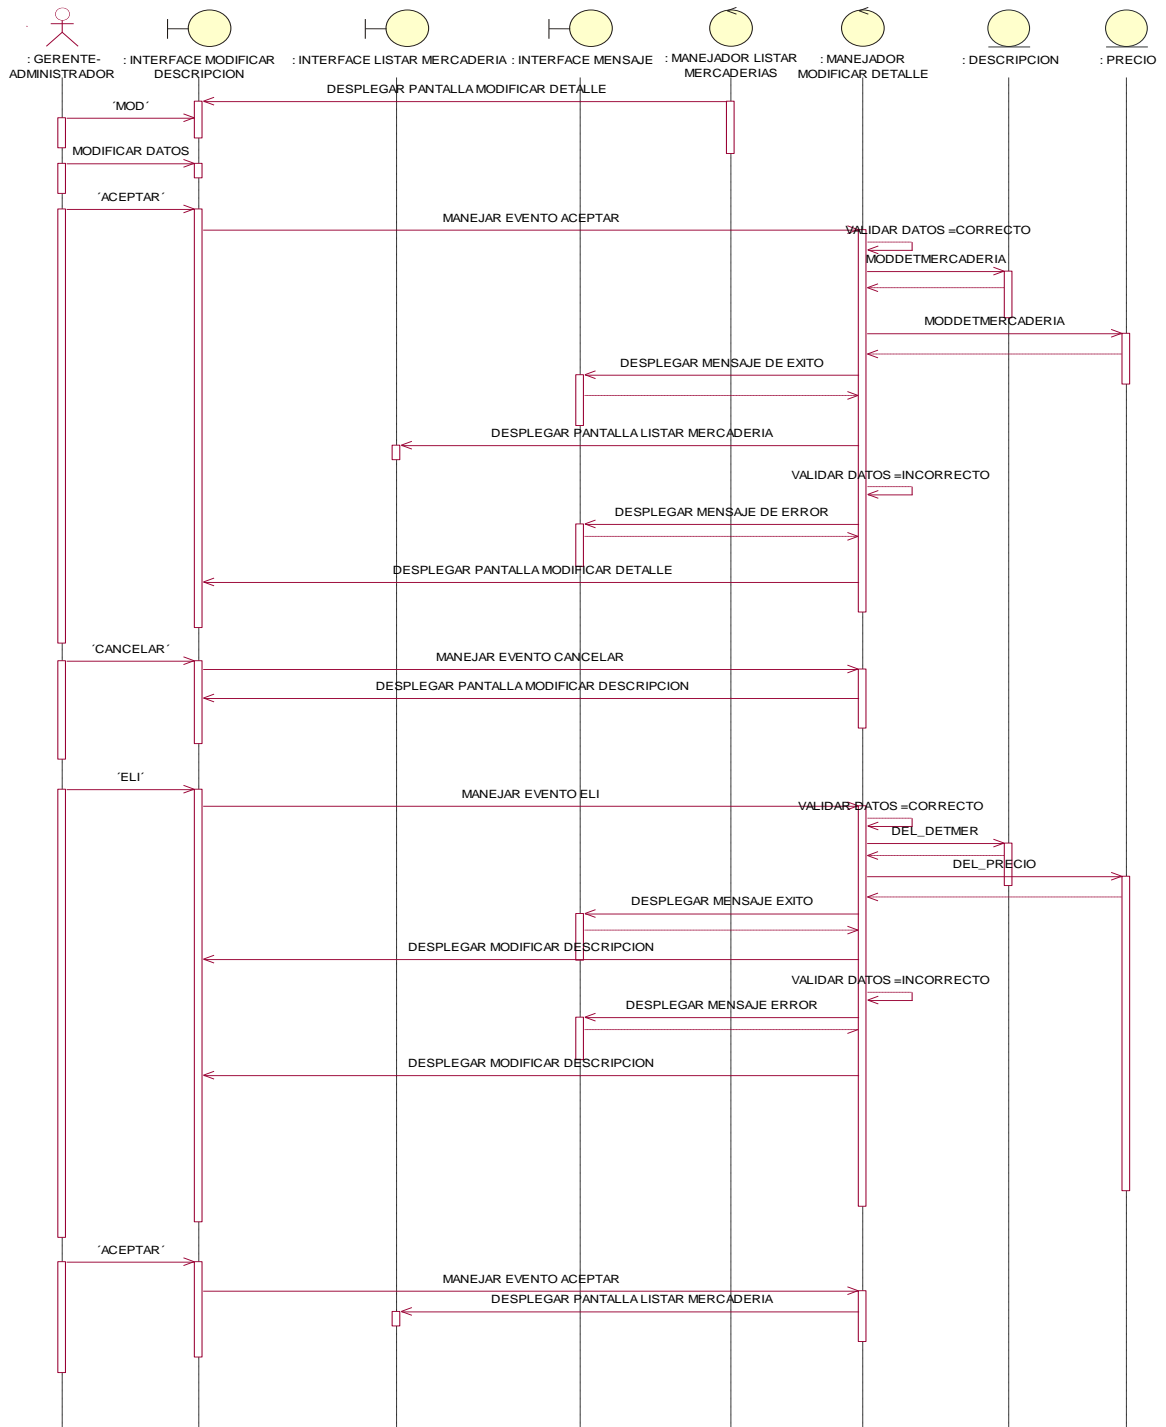 : GERENTE-
ADMINISTRADOR
: INTERFACE MODIFICAR
DESCRIPCION
: INTERFACE LISTAR MERCADERIA
: INTERFACE MENSAJE
: MANEJADOR LISTAR
MERCADERIAS
: MANEJADOR
MODIFICAR DETALLE
: DESCRIPCION
: PRECIO
DESPLEGAR PANTALLA MODIFICAR DETALLE
´MOD´
MODIFICAR DATOS
´ACEPTAR´
MANEJAR EVENTO ACEPTAR
VALIDAR DATOS =CORRECTO
MODDETMERCADERIA
MODDETMERCADERIA
DESPLEGAR MENSAJE DE EXITO
DESPLEGAR PANTALLA LISTAR MERCADERIA
VALIDAR DATOS =INCORRECTO
DESPLEGAR MENSAJE DE ERROR
DESPLEGAR PANTALLA MODIFICAR DETALLE
´CANCELAR´
MANEJAR EVENTO CANCELAR
DESPLEGAR PANTALLA MODIFICAR DESCRIPCION
´ELI´
MANEJAR EVENTO ELI
VALIDAR DATOS =CORRECTO
DEL_DETMER
DEL_PRECIO
DESPLEGAR MENSAJE EXITO
DESPLEGAR MODIFICAR DESCRIPCION
VALIDAR DATOS =INCORRECTO
DESPLEGAR MENSAJE ERROR
DESPLEGAR MODIFICAR DESCRIPCION
´ACEPTAR´
MANEJAR EVENTO ACEPTAR
DESPLEGAR PANTALLA LISTAR MERCADERIA